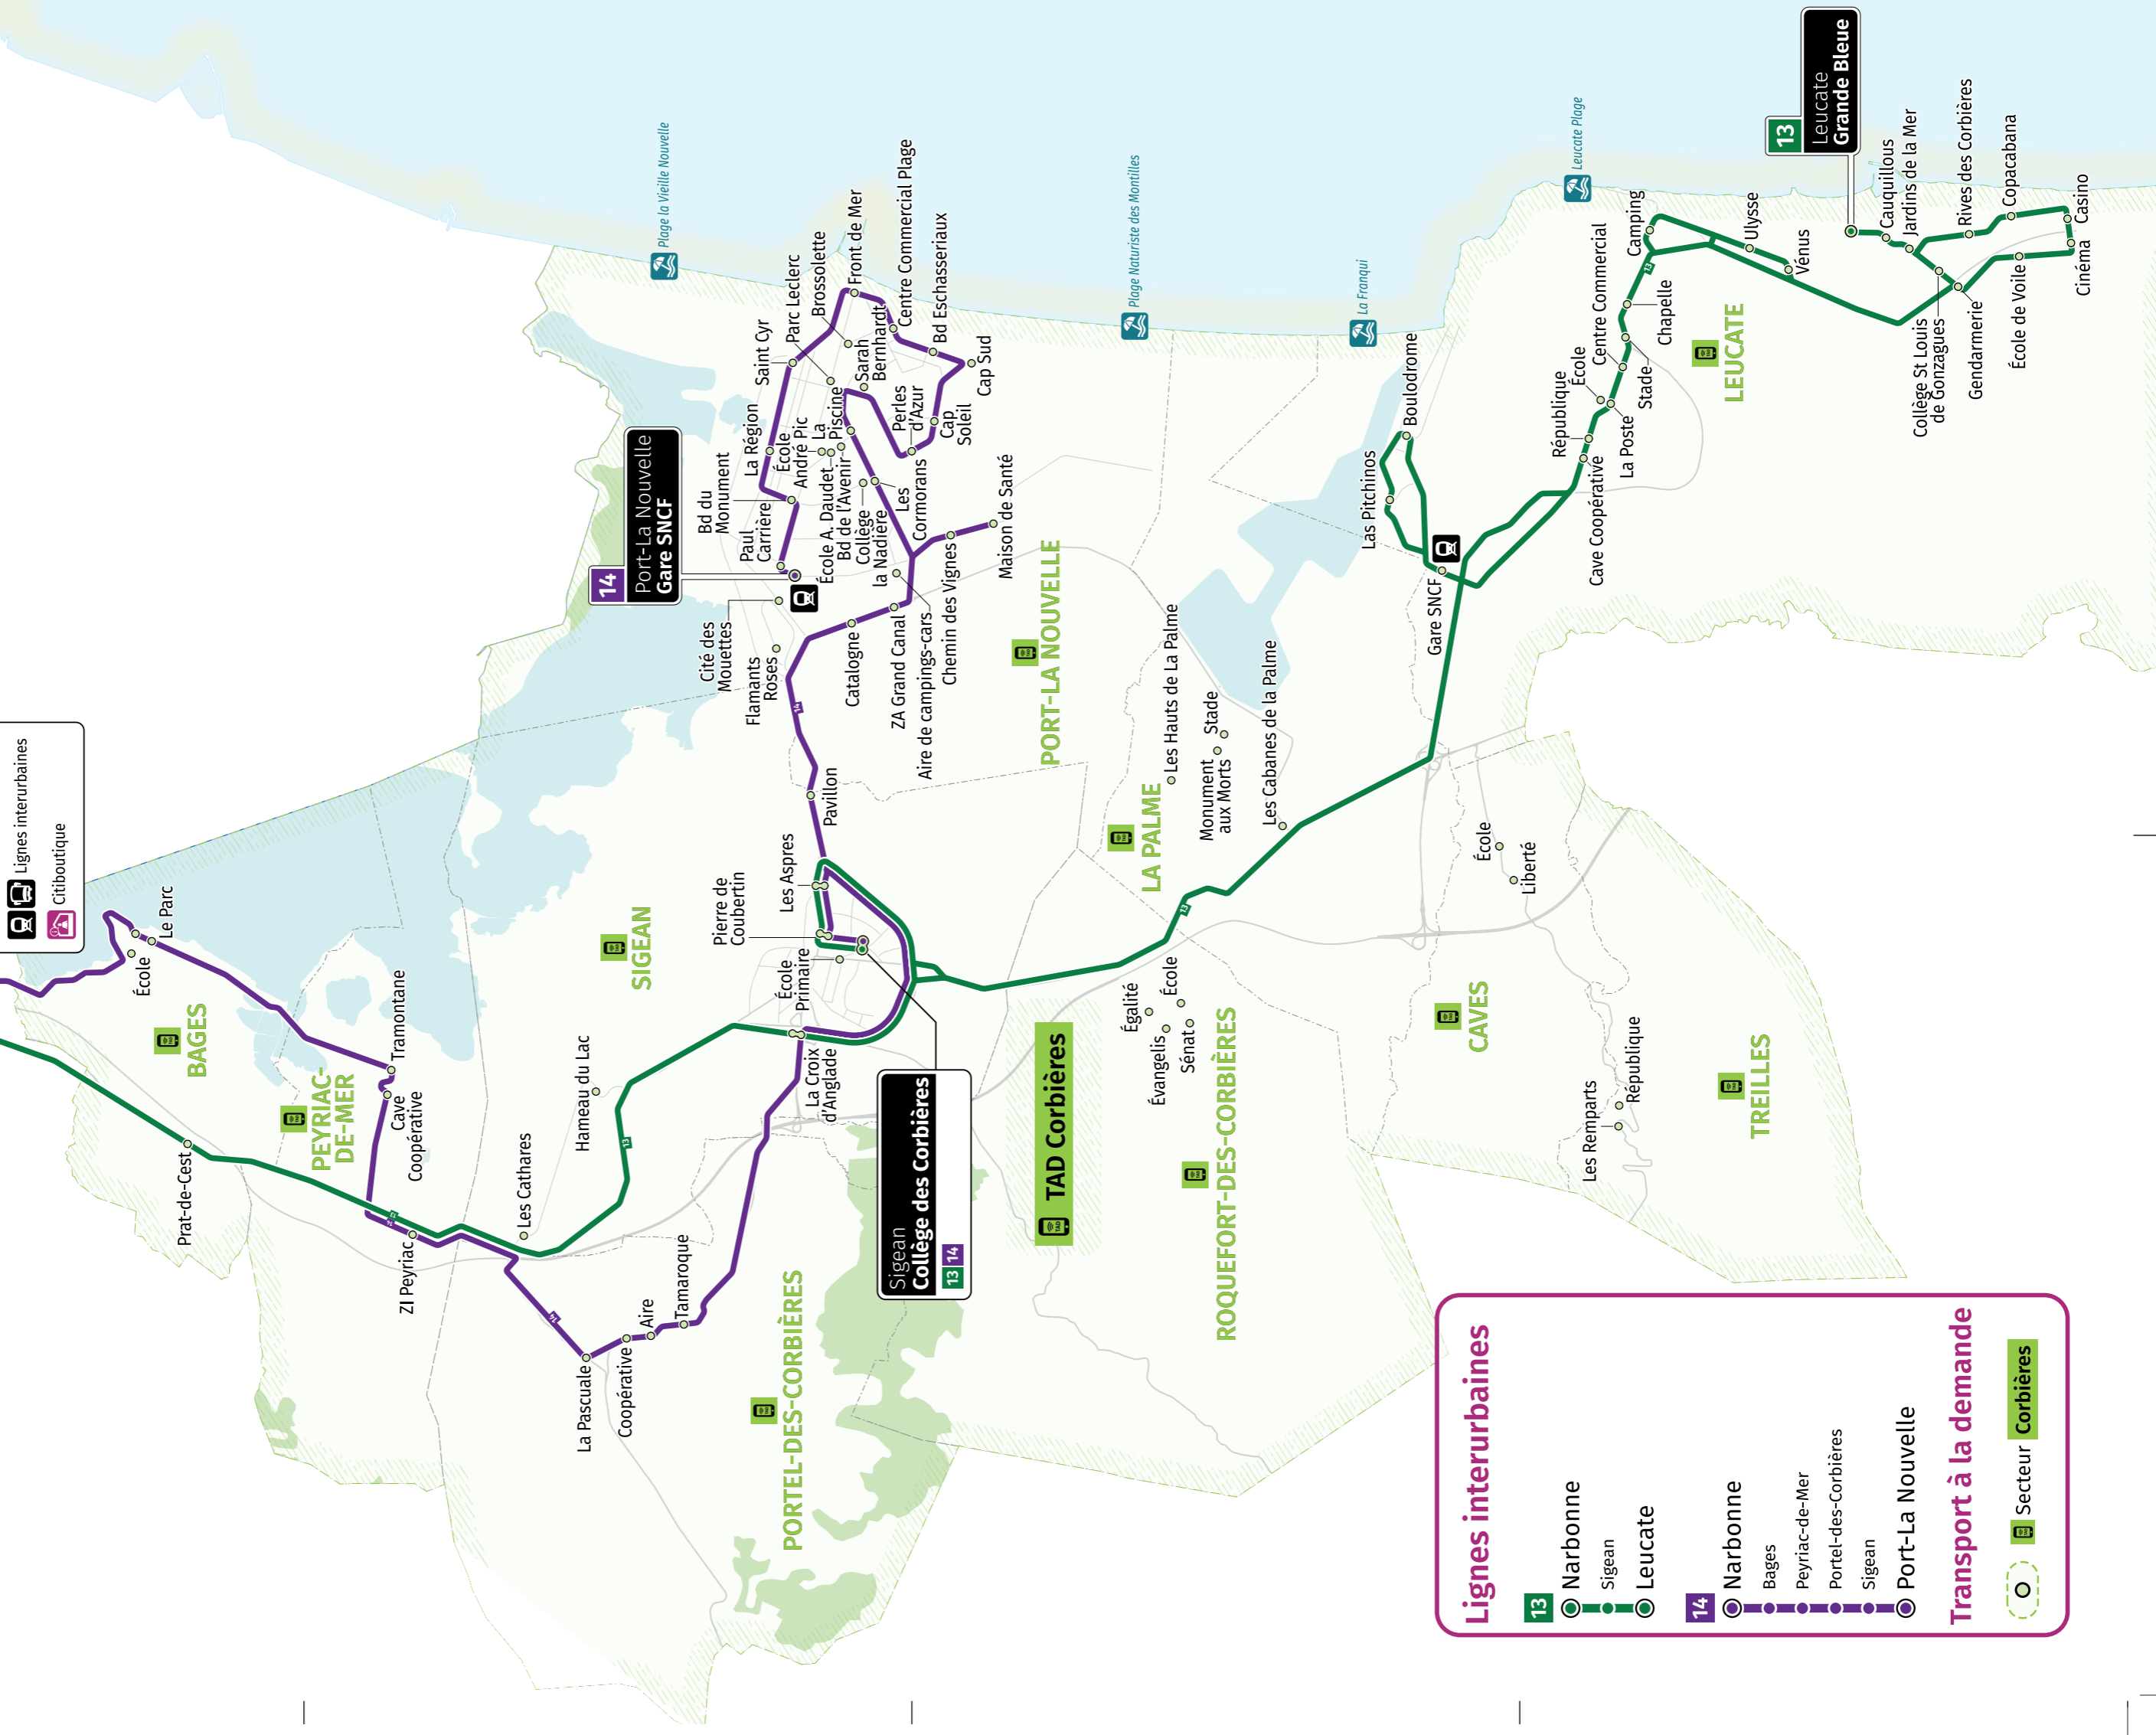 Lignes interurbaines
Citiboutique
École
Le Parc
BAGES
Prat-de-Cest
PEYRIAC-
DE-MER
Tramontane
Cave
Coopérative
ZI Peyriac
Les Cathares
Hameau du Lac
13
14
La Pascuale
Coopérative
Aire
Tamaroque
PORTEL-DES-CORBIÈRES
SIGEAN
Pierre de
Coubertin
Les Aspres
École
Primaire
La Croix
d'Anglade
Sigean
Collège des Corbières
13 14
Pavillon
14
Plage la Vieille Nouvelle
14
Port-La Nouvelle
Gare SNCF
Cité des
Mouettes
Flamants
Roses
Paul
Carrière
Bd du
Monument
La Région
Saint Cyr
Parc Leclerc
Brossolette
Front de Mer
Centre Commercial Plage
Bd Eschasseriaux
Cap Sud
Cap
Soleil
Perles
d'Azur
Sarah
Bernhardt
La
Piscine
École
André Pic
École A. Daudet
Bd de l'Avenir
Collège
la Nadière
Les
Cormorans
Maison de Santé
Chemin des Vignes
Aire de campings-cars
ZA Grand Canal
Catalogne
PORT-LA NOUVELLE
Plage Naturiste des Montilles
La Franqui
LA PALME
Les Hauts de La Palme
Stade
Monument
aux Morts
Les Cabanes de la Palme
13
TAD Corbières
TAD
Égalité
École
Évangelis
Sénat
ROQUEFORT-DES-CORBIÈRES
Boulodrome
Las Pitchinos
Gare SNCF
CAVES
École
Liberté
Les Remparts
République
TREILLES
Leucate Plage
Cave Coopérative
République
La Poste
École
Centre Commercial
Stade
Chapelle
Camping
13
Ulysse
Vénus
LEUCATE
13
Leucate
Grande Bleue
Cauquillous
Jardins de la Mer
Rives des Corbières
Copacabana
Casino
Cinéma
École de Voile
Gendarmerie
Collège St Louis
de Gonzagues
Lignes interurbaines
13
Narbonne
Sigean
Leucate
14
Narbonne
Bages
Peyriac-de-Mer
Portel-des-Corbières
Sigean
Port-La Nouvelle
Transport à la demande
Secteur Corbières